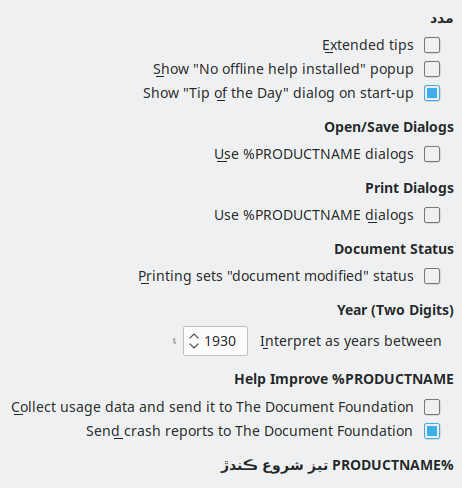 مدد
Extended tips
Show "No offline help installed" popup
Show "Tip of the Day" dialog on start-up
Open/Save Dialogs
Use %PRODUCTNAME dialogs
Print Dialogs
Use %PRODUCTNAME dialogs
Document Status
Printing sets "document modified" status
Year (Two Digits)
Interpret as years between 1930
Help Improve %PRODUCTNAME
Collect usage data and send it to The Document Foundation
Send crash reports to The Document Foundation
%PRODUCTNAME تيز شروع ڪندڙ